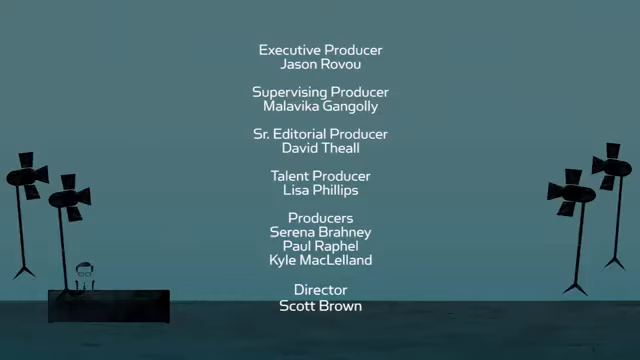 Executive Producer
Jason Rovou
Supervising Producer
Malavika Gangolly
Sr. Editorial Producer
David Theall
Talent Producer
Lisa Phillips
Producers
Serena Brahney
Paul Raphel
Kyle MacLelland
Director
Scott Brown